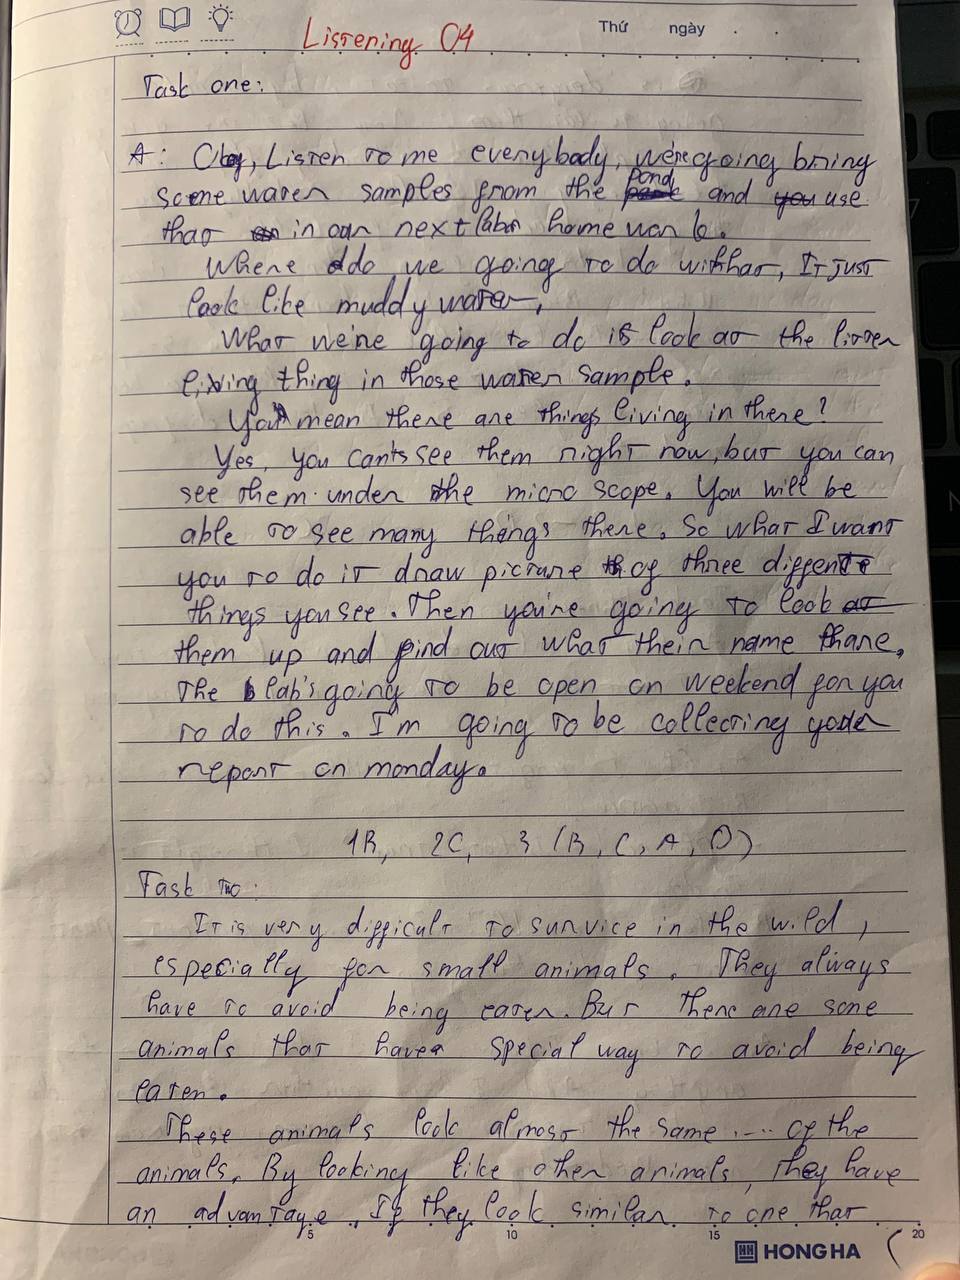 Listening 04
Thứ ngày . .
Task one:
A: Okay, Listen to me everybody, we're going bring
some water samples from the pond and use
that in our next labor home work.
Where do we going to do withhat, It just
look like muddy water,
What we're going to do is look at the litter
living thing in those water sample.
You mean there are things living in there?
Yes, you cants see them right now, but you can
see them under the micro scope. You will be
able to see many things there. So what I want
you to do it draw picture of three diffent
things you see. Then you're going to look
them up and find out what their name thare,
The lab's going to be open on weekend for you
to do this. I'm going to be collecting your
report on monday.
1B, 2C, 3 (B, C, A, D)
Task Two:
It is very difficult to survice in the wild,
especially for small animals. They always
have to avoid being eaten. But there are some
animals that have special way to avoid being
eaten.
These animals look almost the same .... of the
animals. By looking like other animals, they have
an advantage. If they look similar to one that
5 10 15 20
HH HONG HA